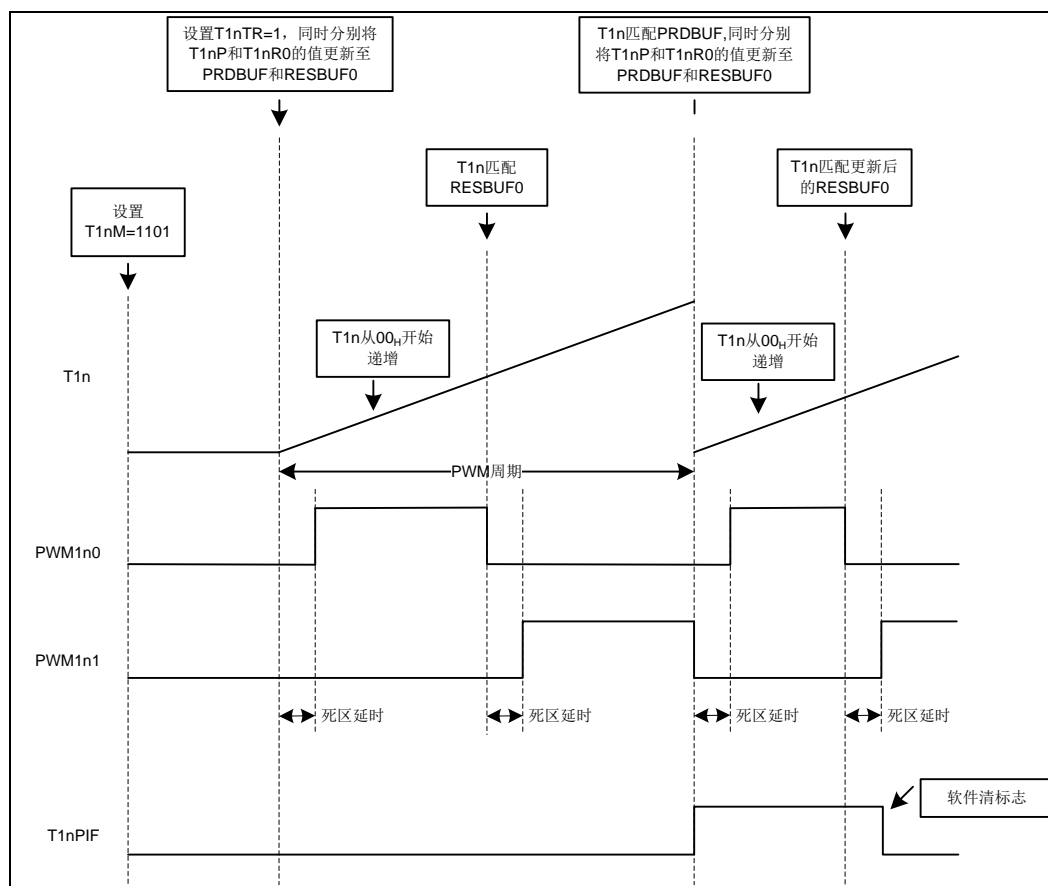 设置T1nTR=1，同时分别将
T1nP和T1nR0的值更新至
PRDBUF和RESBUF0
T1n匹配PRDBUF,同时分别
将T1nP和T1nR0的值更新至
PRDBUF和RESBUF0
T1n匹配
RESBUF0
T1n匹配更新后
的RESBUF0
设置
T1nM=1101
T1n从00H开始
递增
T1n从00H开始
递增
T1n
PWM周期
PWM1n0
PWM1n1
死区延时
死区延时
死区延时
死区延时
软件清标志
T1nPIF